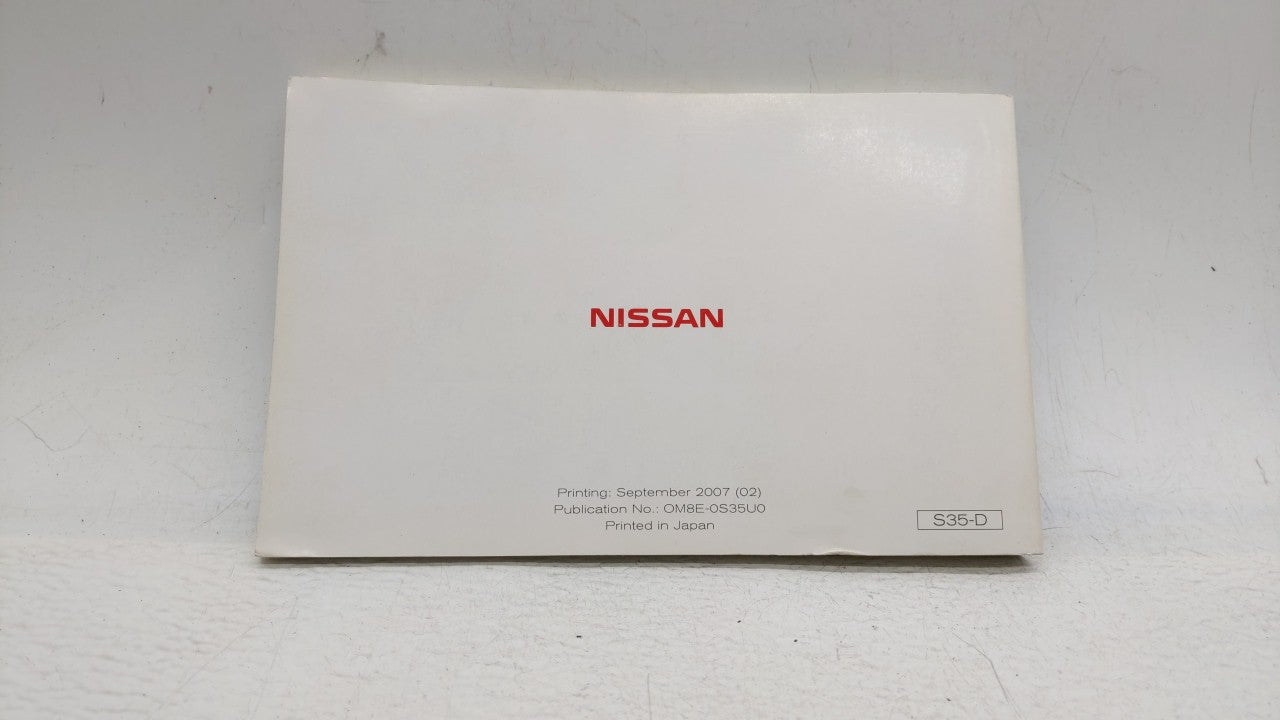 NISSAN
Printing: September 2007 (02)
Publication No.: OM8E-0S35U0
Printed in Japan
S35-D